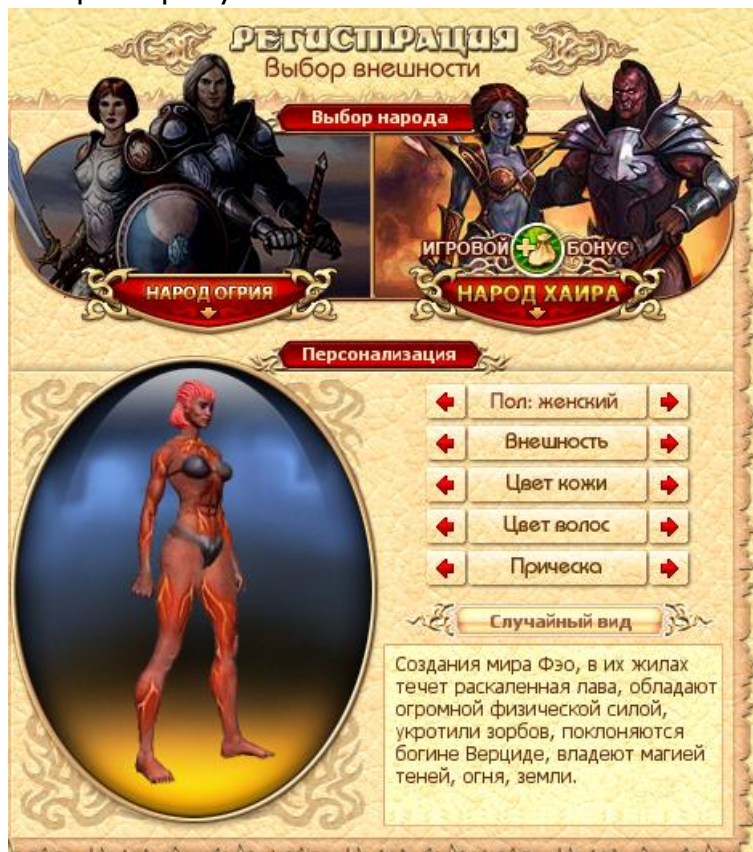 РЕГИСТРАЦИЯ
Выбор внешности
Выбор народа
ИГРОВОЙ БОНУС
НАРОД ОГРИЯ
НАРОД ХАИРА
Персонализация
Пол: женский
Внешность
Цвет кожи
Цвет волос
Прическа
Случайный вид
Создания мира Фэо, в их жилах
течет раскаленная лава, обладают
огромной физической силой,
укротили зорбов, поклоняются
богине Верциде, владеют магией
теней, огня, земли.